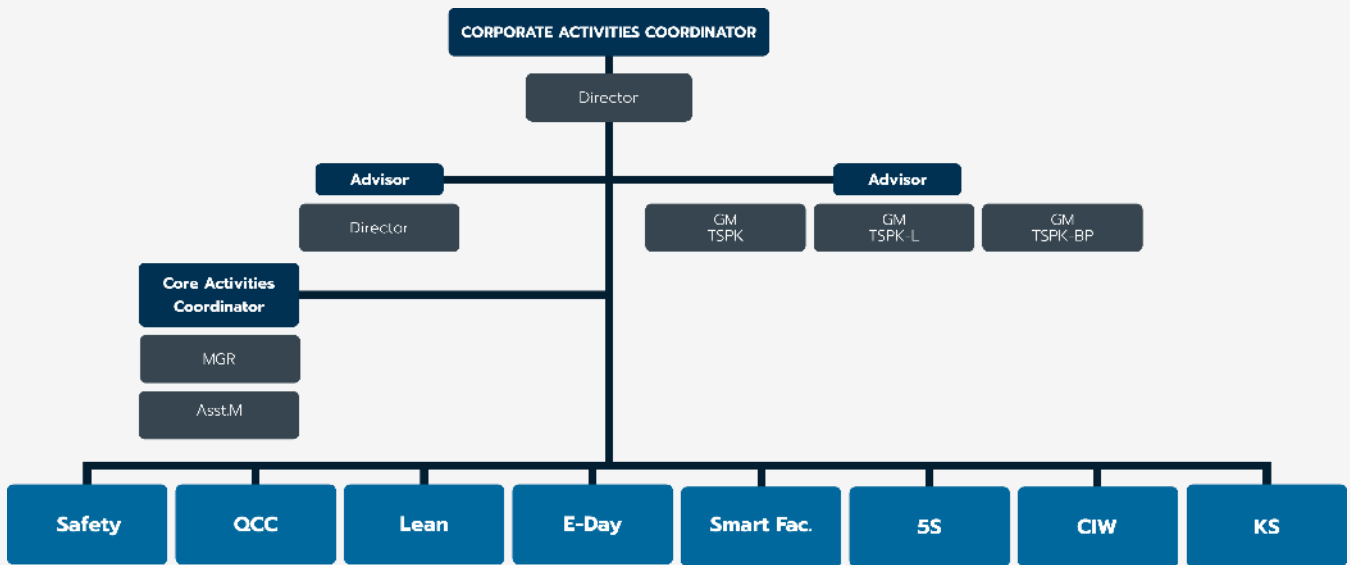 CORPORATE ACTIVITIES COORDINATOR
Director
Advisor
Advisor
Director
GM
TSPK
GM
TSPK-L
GM
TSPK-BP
Core Activities
Coordinator
MGR
Asst.M
Safety
QCC
Lean
E-Day
Smart Fac.
5S
CIW
KS